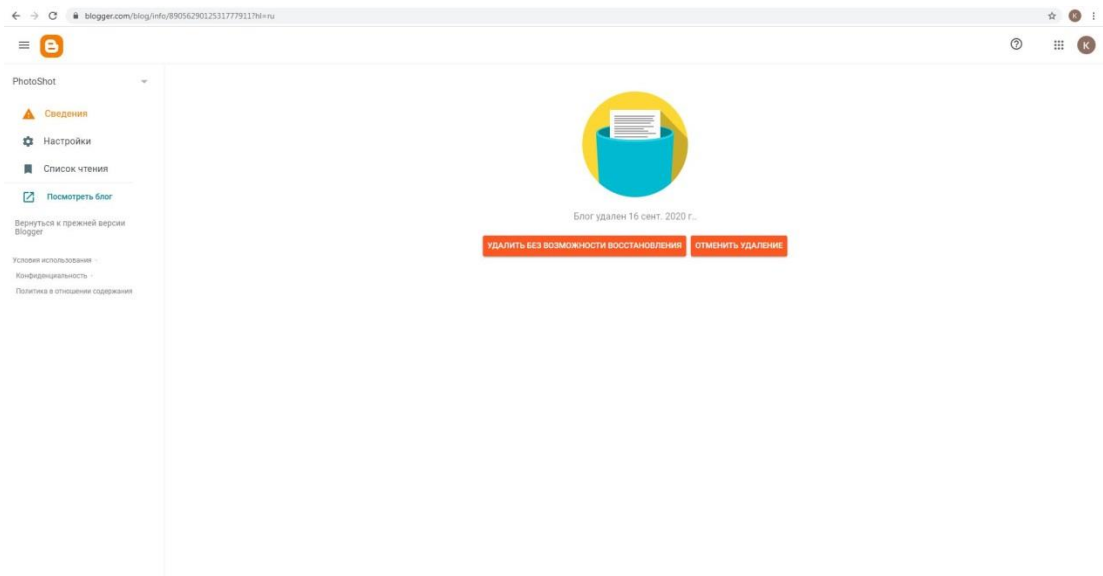 blogger.com/blog/info/8905629012531777911?hl=ru
K
K
PhotoShot
Сведения
Настройки
Список чтения
Посмотреть блог
Вернуться к прежней версии
Blogger
Условия использования ·
Конфиденциальность ·
Политика в отношении содержания
Блог удален 16 сент. 2020 г..
УДАЛИТЬ БЕЗ ВОЗМОЖНОСТИ ВОССТАНОВЛЕНИЯ ОТМЕНИТЬ УДАЛЕНИЕ